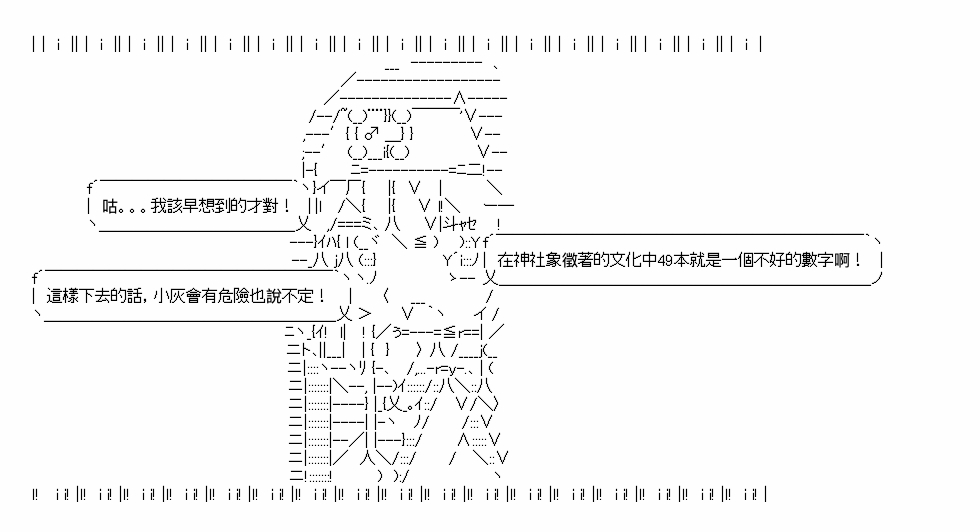 咕。。。我該早想到的才對！
在神社象徵著的文化中49本就是一個不好的數字啊！
這樣下去的話，小灰會有危險也說不定！